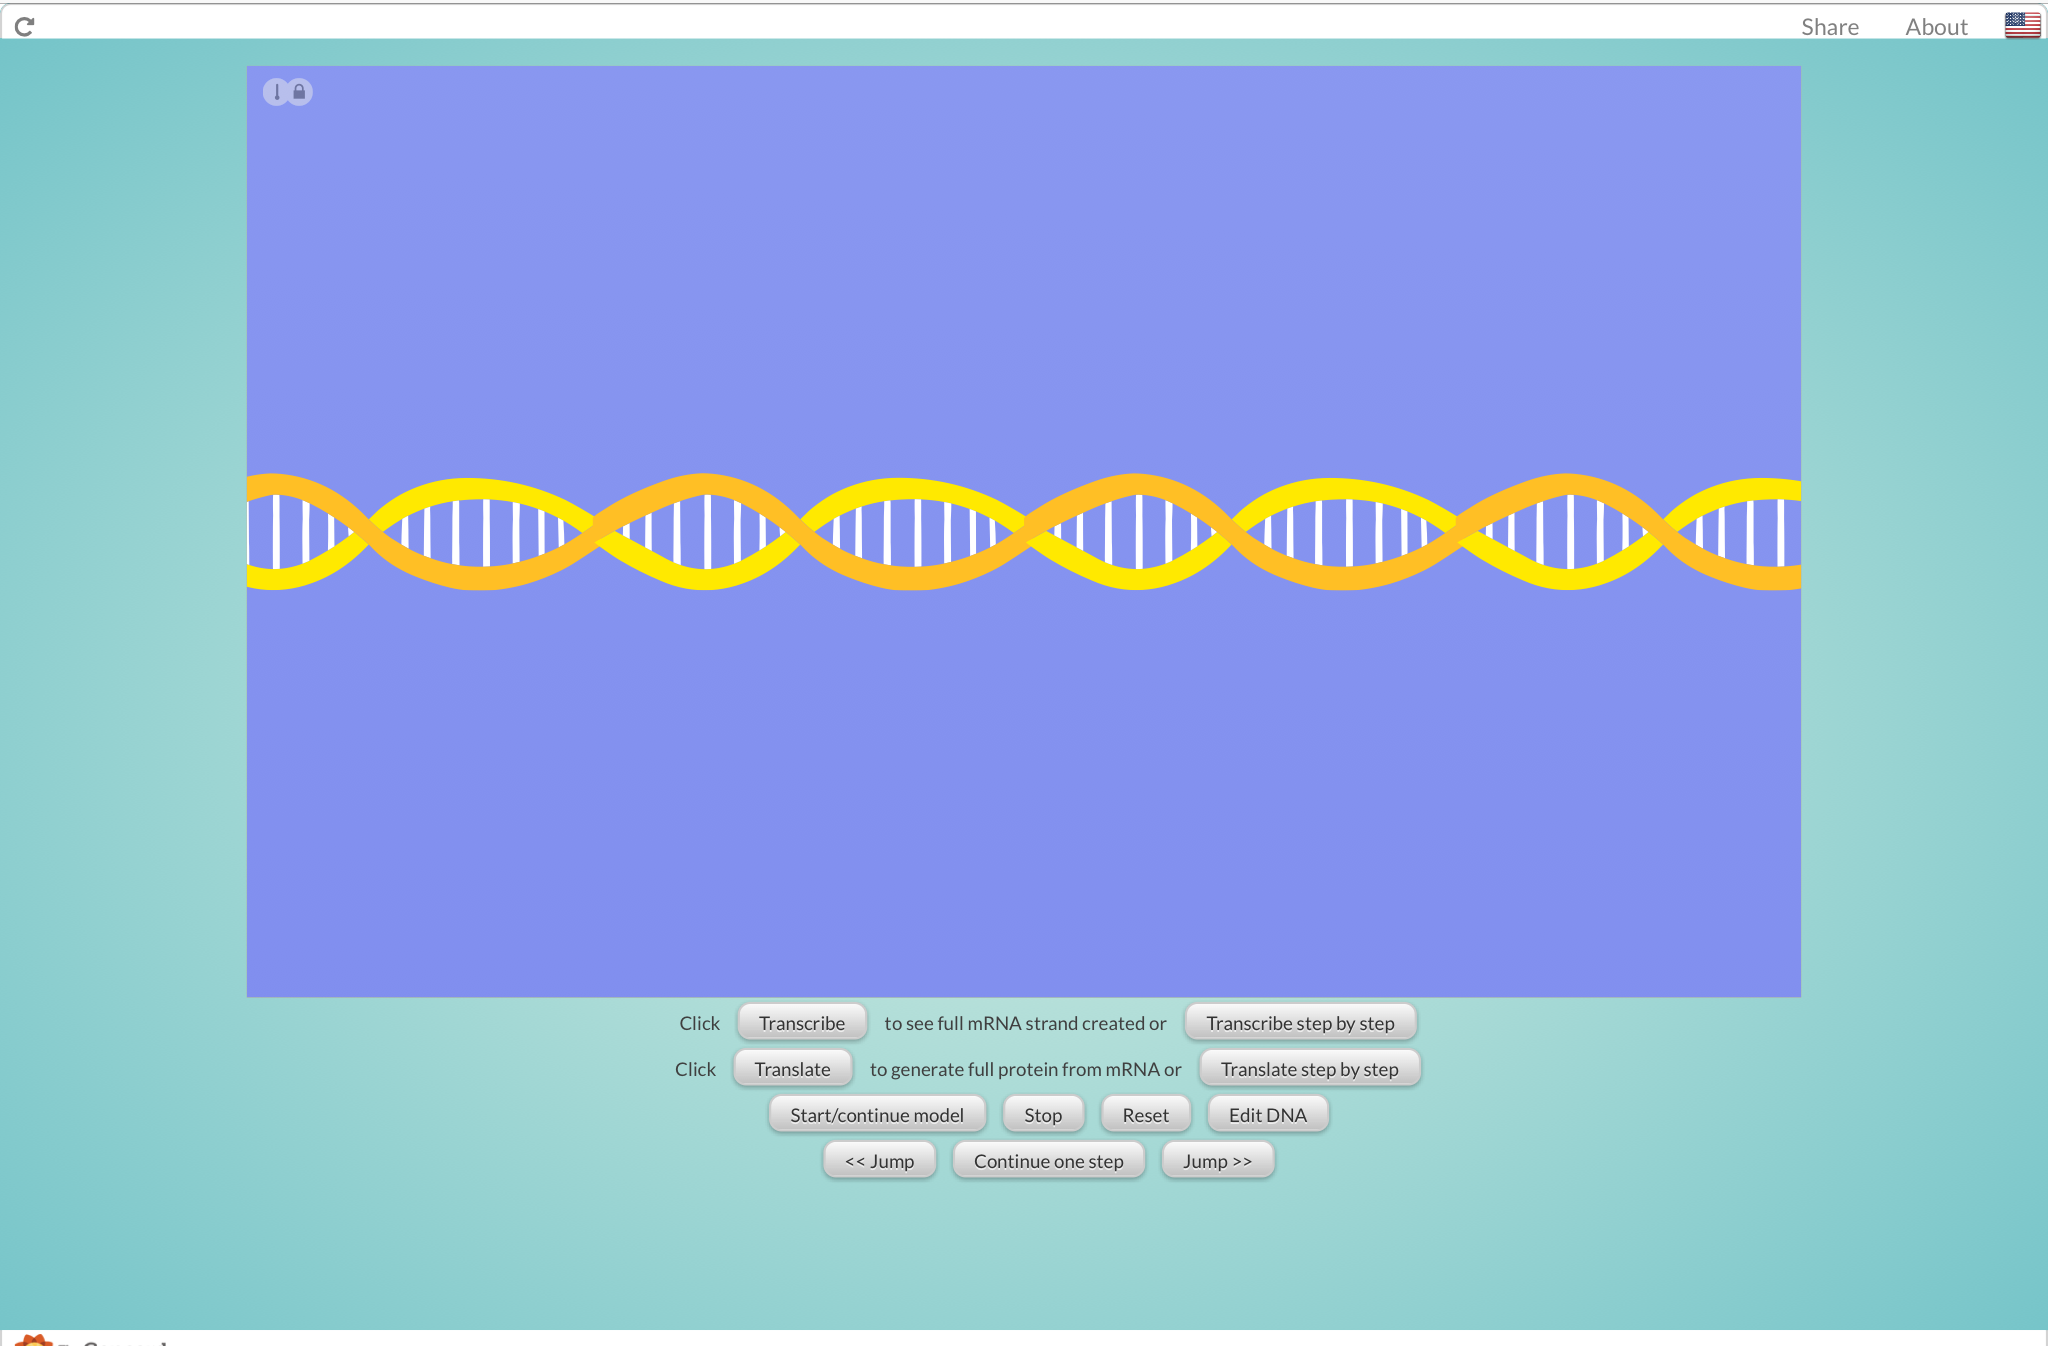 Share About
Click Transcribe to see full mRNA strand created or Transcribe step by step
Click Translate to generate full protein from mRNA or Translate step by step
Start/continue model Stop Reset Edit DNA
<< Jump Continue one step Jump >>